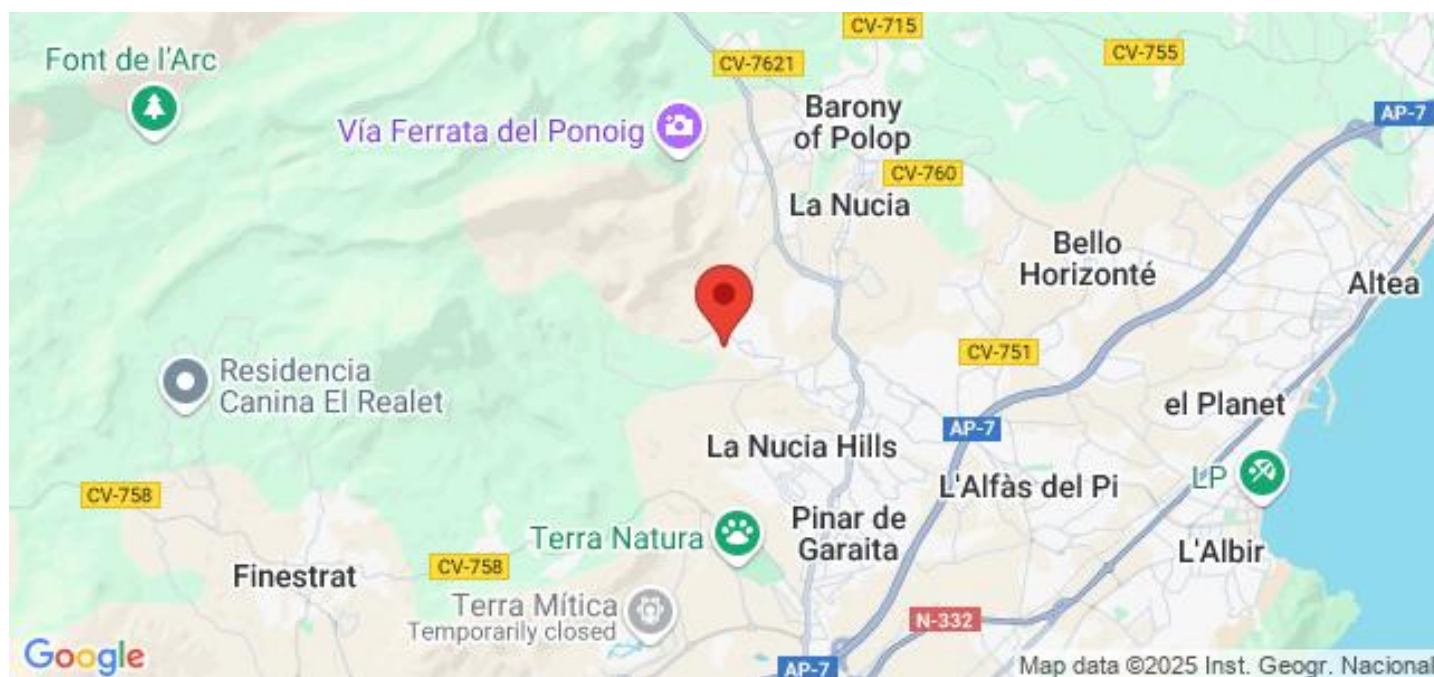 CV-715
Font de l'Arc
CV-7621
CV-755
Barony
of Polop
AP-7
Vía Ferrata del Ponoig
CV-760
La Nucia
Bello
Horizonté
Altea
CV-751
Residencia
Canina El Realet
el Planet
AP-7
La Nucia Hills
LP
CV-758
L'Alfàs del Pi
Pinar de
Garaita
Terra Natura
L'Albir
CV-758
Finestrat
Terra Mítica
Temporarily closed
N-332
Google
AP-7
Map data ©2025 Inst. Geogr. Nacional